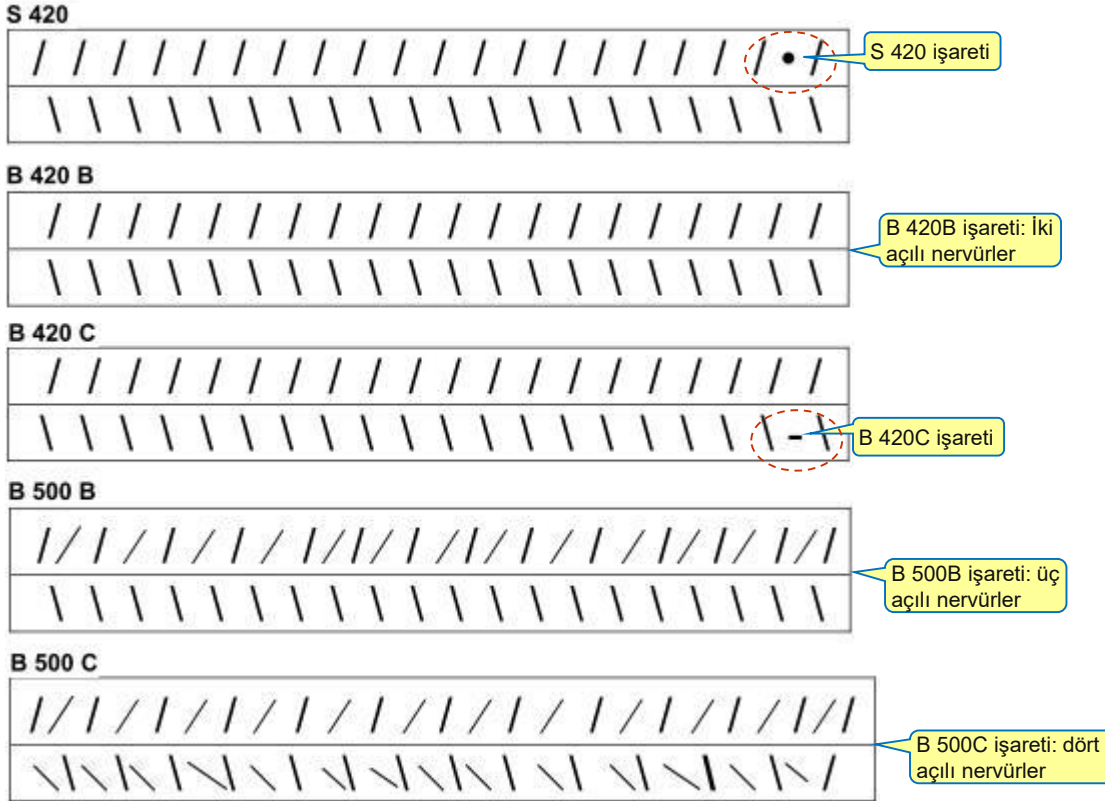 S 420
S 420 işareti
B 420 B
B 420B işareti: İki
açılı nervürler
B 420 C
B 420C işareti
B 500 B
B 500B işareti: üç
açılı nervürler
B 500 C
B 500C işareti: dört
açılı nervürler